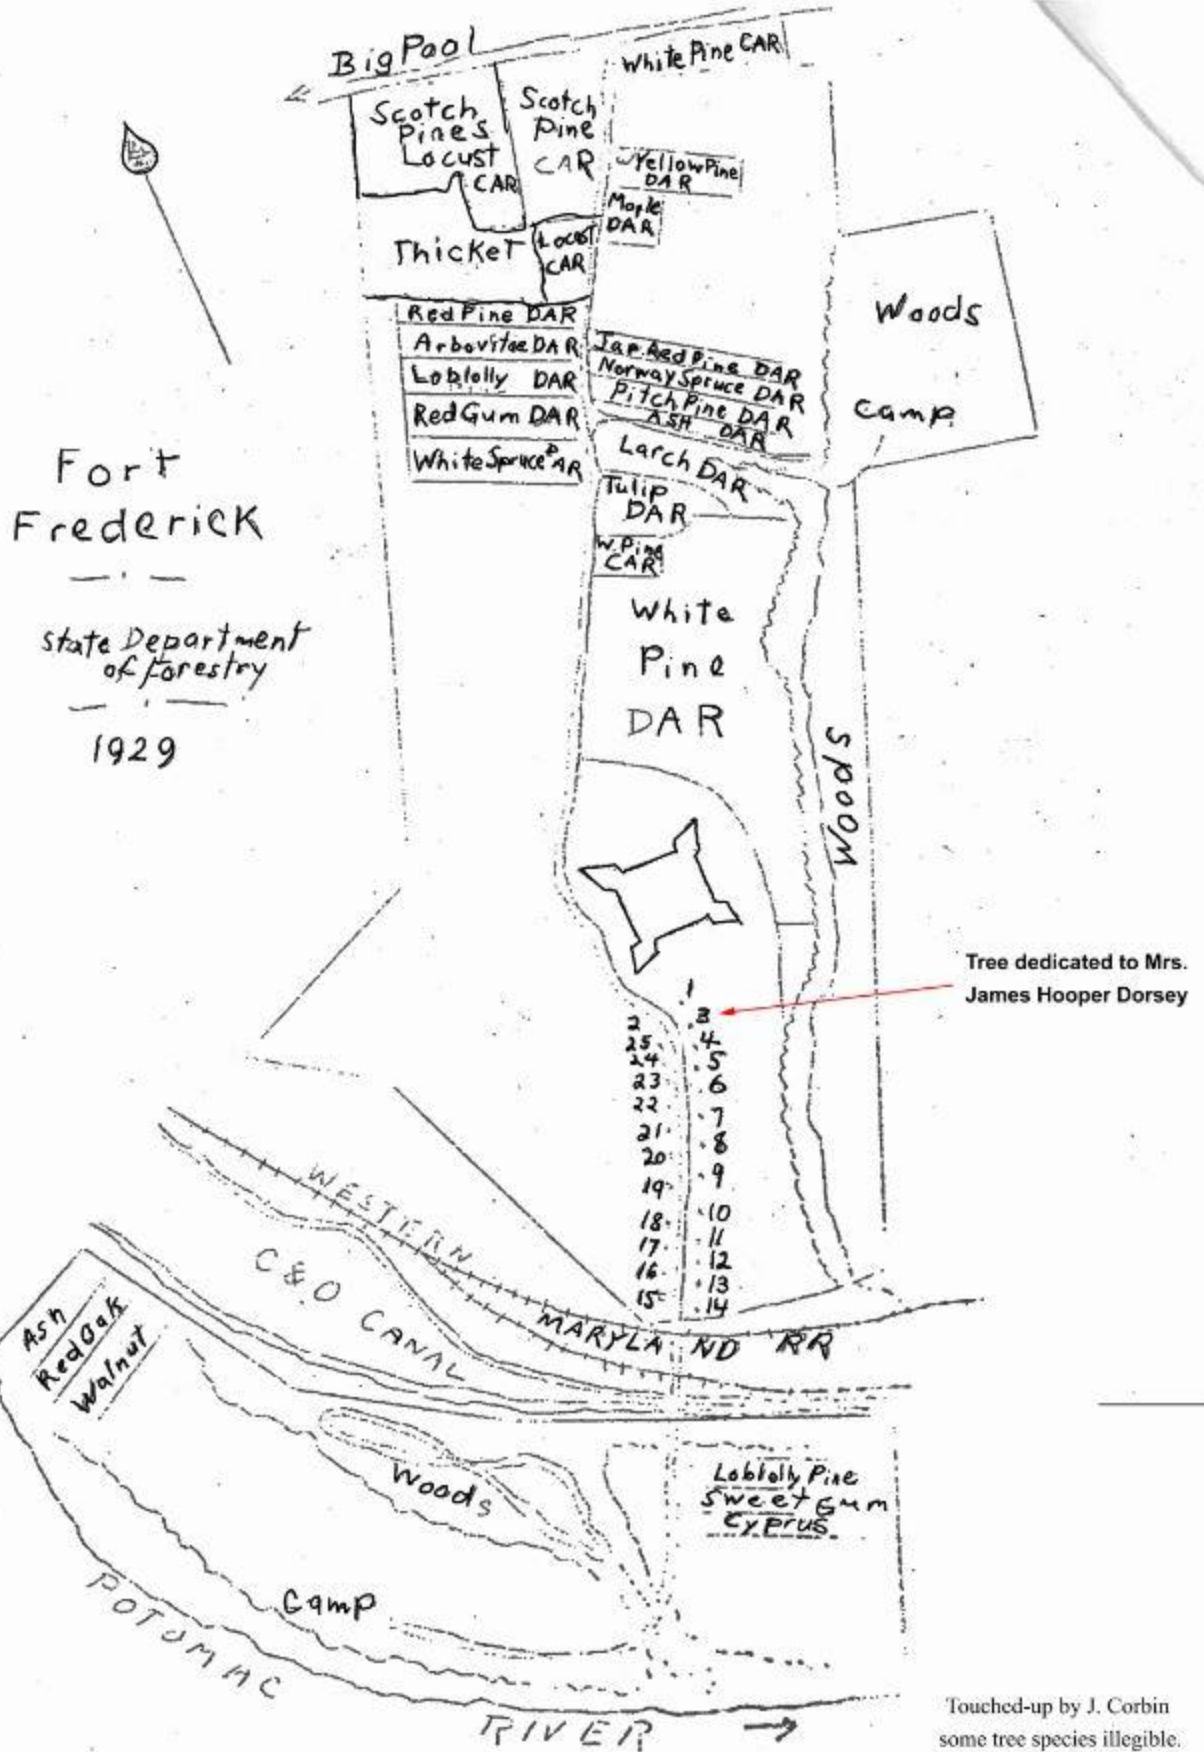 Big Pool
White Pine CAR
Scotch
Pines
Locust
CAR
Scotch
Pine
CAR
Yellow Pine
DAR
Maple
DAR
Thicket
Locust
CAR
Woods
Camp
Red Pine DAR
Arborvitae DAR
Loblolly DAR
Red Gum DAR
White Spruce DAR
Jap. Red Pine DAR
Norway Spruce DAR
Pitch Pine DAR
ASH DAR
Larch DAR
Tulip
DAR
W. Pine
CAR
White
Pine
DAR
Fort
Frederick
State Department
of Forestry
1929
Woods
Tree dedicated to Mrs.
James Hooper Dorsey
1
2 3
25 4
24 5
23 6
22 7
21 8
20 9
19 10
18 11
17 12
16 13
15 14
WESTERN
MARYLAND RR
C&O CANAL
Ash
Red Oak
Walnut
Woods
Loblolly Pine
Sweet Gum
Cyprus
Camp
POTOMAC
RIVER
Touched-up by J. Corbin
some tree species illegible.